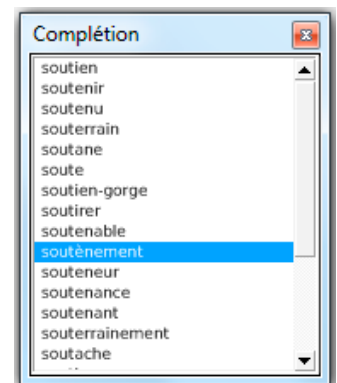 Complétion
soutien
soutenir
soutenu
souterrain
soutane
soute
soutien-gorge
soutirer
soutenable
soutènement
souteneur
soutenance
soutenant
souterrainement
soutache